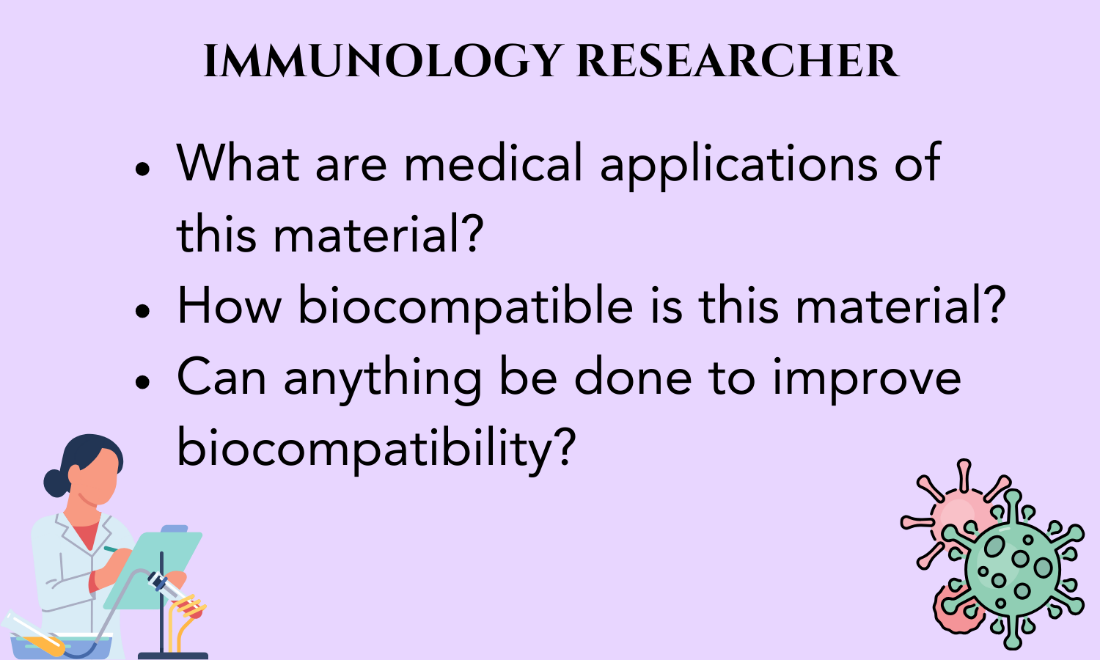 IMMUNOLOGY RESEARCHER
• What are medical applications of
this material?
• How biocompatible is this material?
• Can anything be done to improve
biocompatibility?